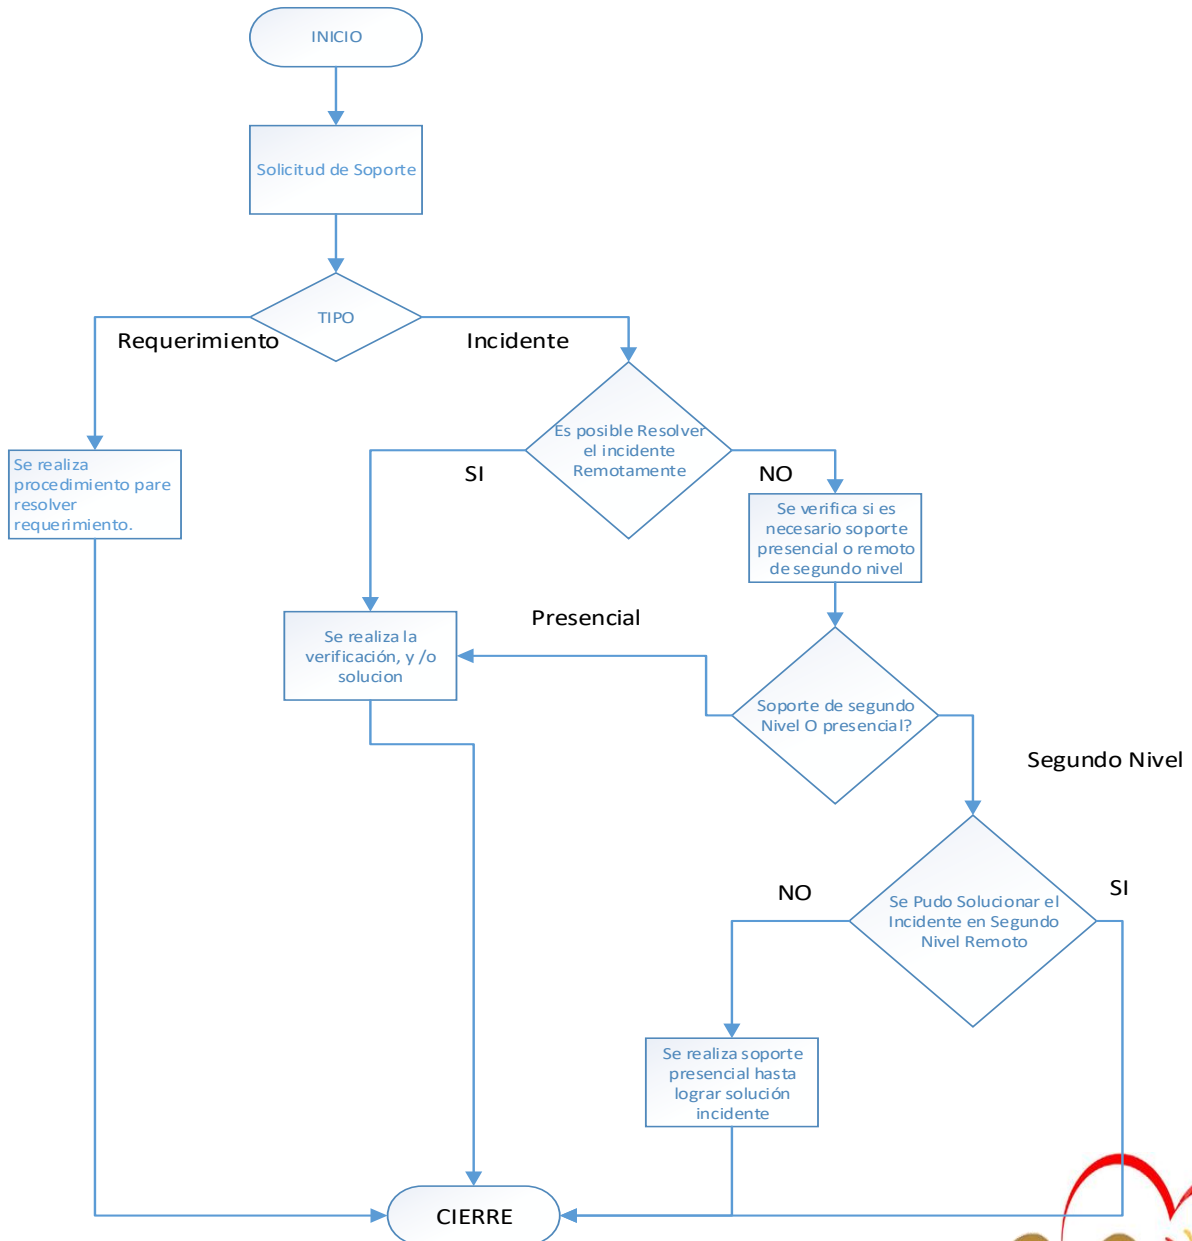 INICIO
Solicitud de Soporte
TIPO
Requerimiento
Incidente
Es posible Resolver
el incidente
Remotamente
SI
NO
Se realiza
procedimiento pare
resolver
requerimiento.
Se verifica si es
necesario soporte
presencial o remoto
de segundo nivel
Presencial
Se realiza la
verificación, y /o
solucion
Soporte de segundo
Nivel O presencial?
Segundo Nivel
NO
SI
Se Pudo Solucionar el
Incidente en Segundo
Nivel Remoto
Se realiza soporte
presencial hasta
lograr solución
incidente
CIERRE